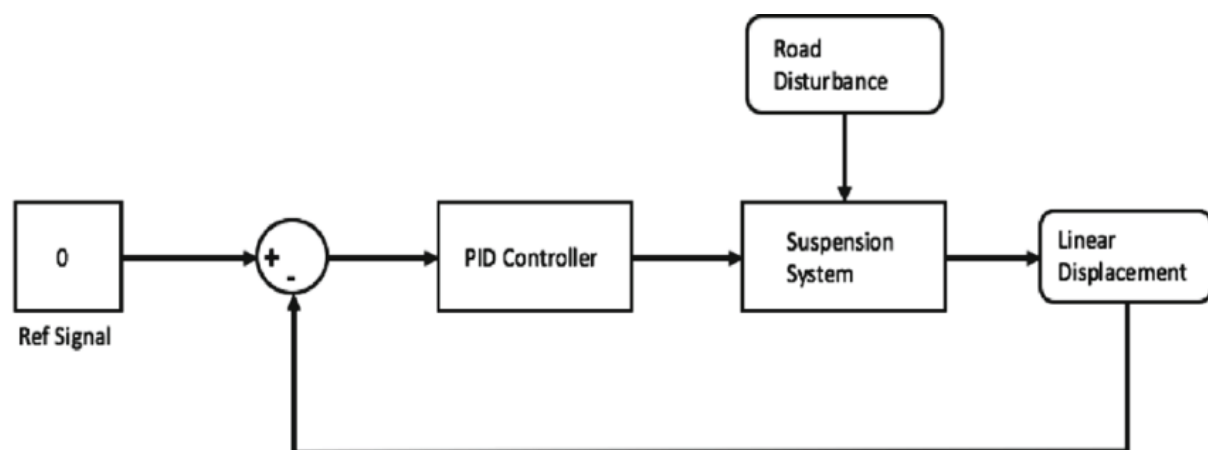 Road
Disturbance
0
+
-
PID Controller
Suspension
System
Linear
Displacement
Ref Signal